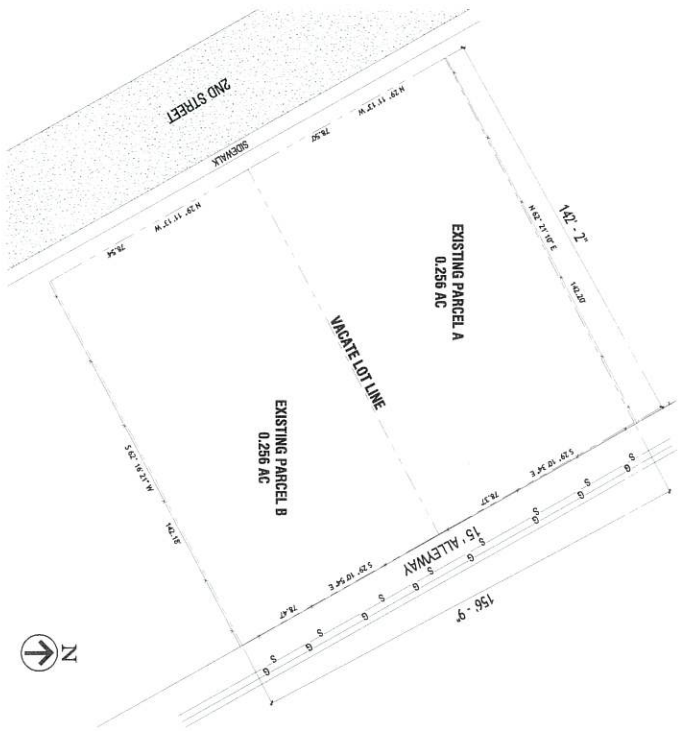 2ND STREET
SIDEWALK
N 29° 11' 13" W
78.50'
N 29° 11' 13" W
78.54'
142' - 2"
N 62° 21' 10" E
142.20'
EXISTING PARCEL A
0.256 AC
VACATE LOT LINE
EXISTING PARCEL B
0.256 AC
S 62° 16' 21" W
142.18'
S 29° 10' 54" E
78.37
S 29° 10' 54" E
78.47
15' ALLEYWAY
S
S
S
S
S
S
S
S
G
G
G
G
G
G
G
G
156' - 9"
N